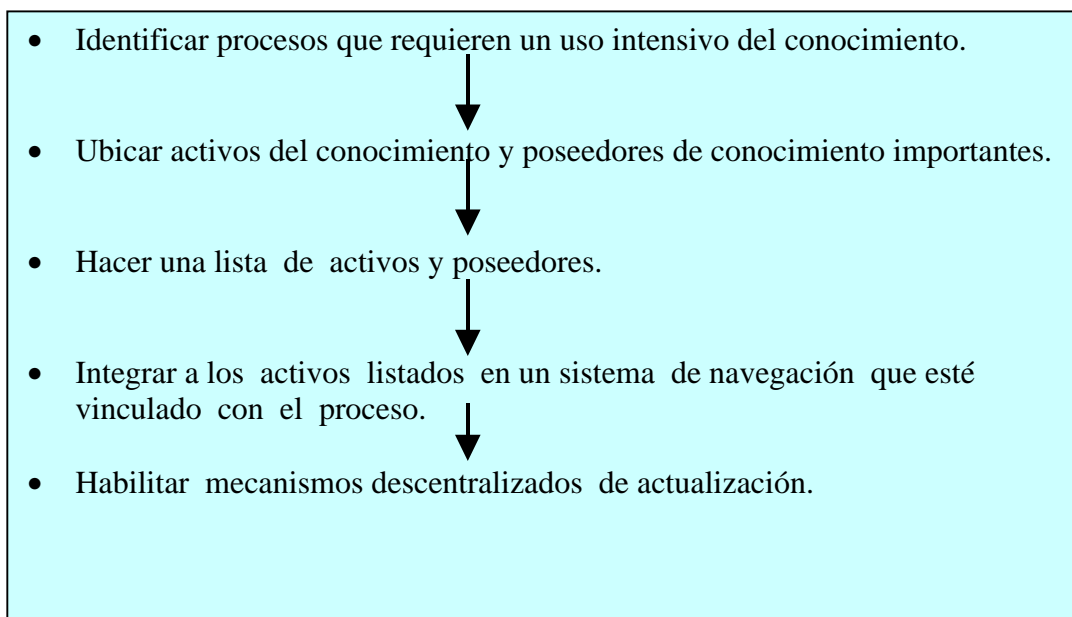 • Identificar procesos que requieren un uso intensivo del conocimiento.
• Ubicar activos del conocimiento y poseedores de conocimiento importantes.
• Hacer una lista de activos y poseedores.
• Integrar a los activos listados en un sistema de navegación que esté
vinculado con el proceso.
• Habilitar mecanismos descentralizados de actualización.